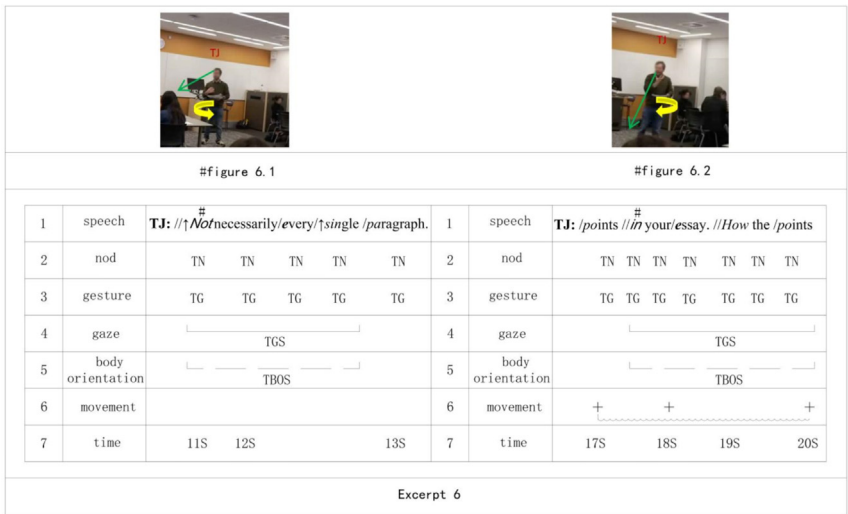 TJ
TJ
#figure 6.1
#figure 6.2
#
1 speech TJ: //↑Not necessarily/every/↑single /paragraph.
2 nod TN TN TN TN TN
3 gesture TG TG TG TG TG
4 gaze TGS
5 body orientation TBOS
6 movement
7 time 11S 12S 13S
#
1 speech TJ: /points //in your/essay. //How the /points
2 nod TN TN TN TN TN TN TN
3 gesture TG TG TG TG TG TG TG
4 gaze TGS
5 body orientation TBOS
6 movement + + +
7 time 17S 18S 19S 20S
Excerpt 6